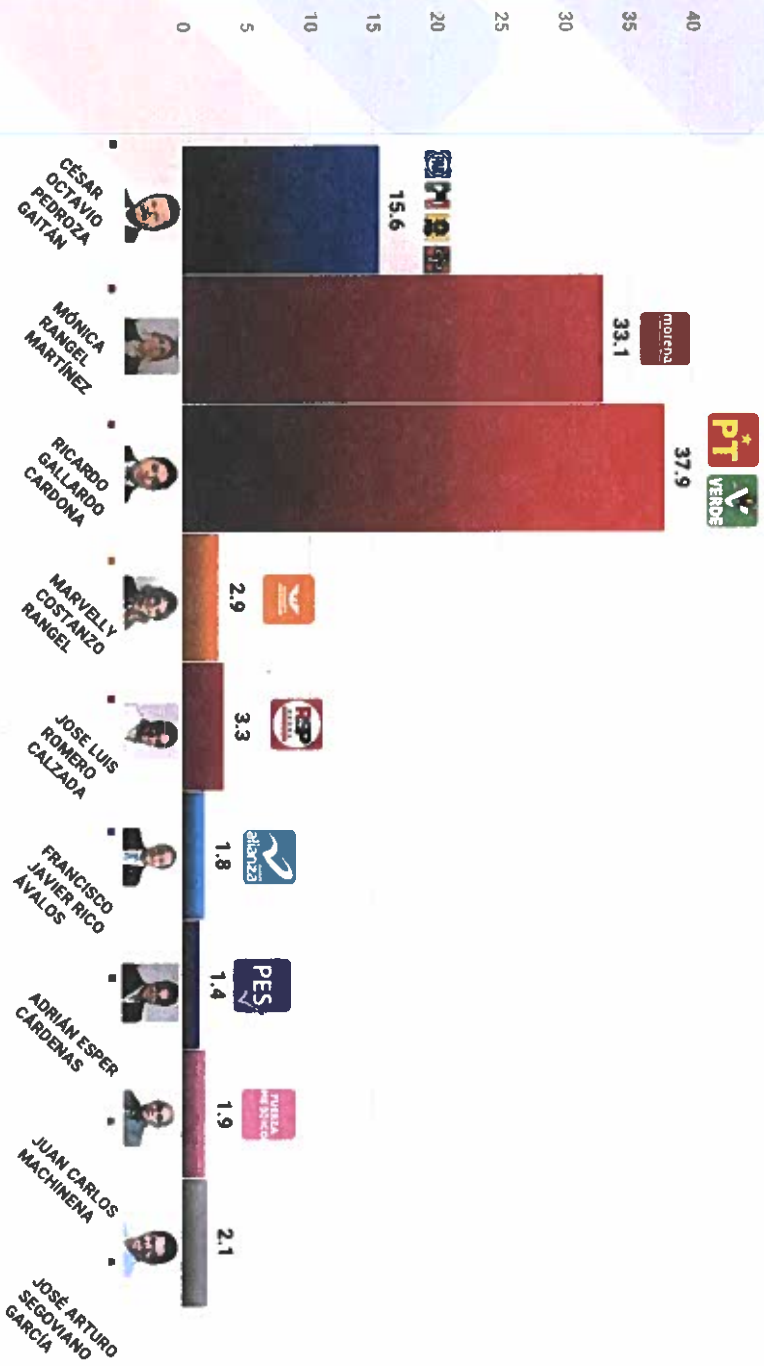 40
35
30
25
20
15
10
5
0
15.6
morena
33.1
PT
VERDE
37.9
2.9
3.3
alianza
1.8
PES
1.4
FUERZA
1.9
2.1
CÉSAR
OCTAVIO
PEDROZA
GAITÁN
MÓNICA
RANGEL
MARTÍNEZ
RICARDO
GALLARDO
CARDONA
MARVELLY
COSTANZO
RANGEL
JOSE LUIS
ROMERO
CALZADA
FRANCISCO
JAVIER RICO
ÁVALOS
ADRIÁN ESPER
CÁRDENAS
JUAN CARLOS
MACHINENA
JOSÉ ARTURO
SEGOVIANO
GARCÍA